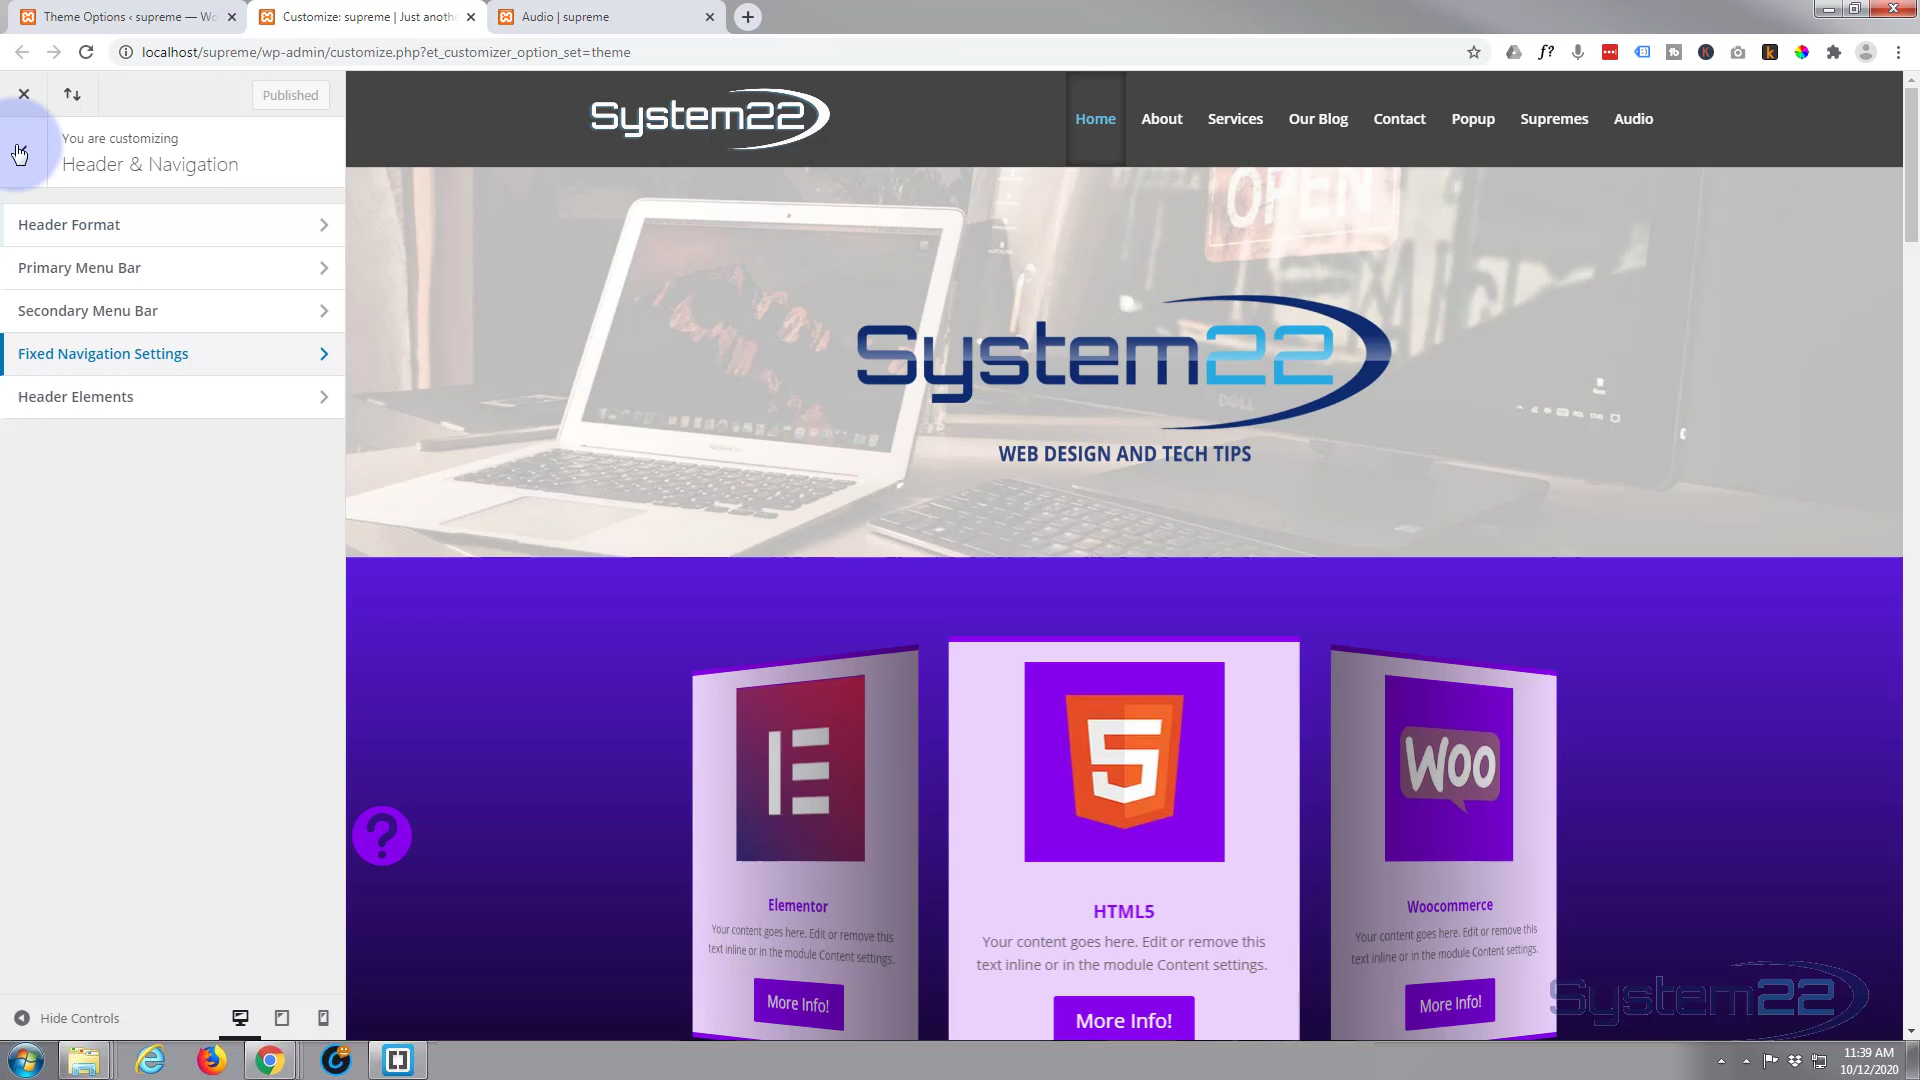 Theme Options ‹ supreme — Wo
Customize: supreme | Just anothe
Audio | supreme
localhost/supreme/wp-admin/customize.php?et_customizer_option_set=theme
Published
You are customizing
Header & Navigation
Header Format
Primary Menu Bar
Secondary Menu Bar
Fixed Navigation Settings
Header Elements
Hide Controls
System22
Home
About
Services
Our Blog
Contact
Popup
Supremes
Audio
OPEN
System22
DELL
WEB DESIGN AND TECH TIPS
Elementor
Your content goes here. Edit or remove this
text inline or in the module Content settings.
More Info!
HTML5
Your content goes here. Edit or remove this
text inline or in the module Content settings.
More Info!
WOO
Woocommerce
Your content goes here. Edit or remove this
text inline or in the module Content settings.
More Info!
System22
11:39 AM
10/12/2020